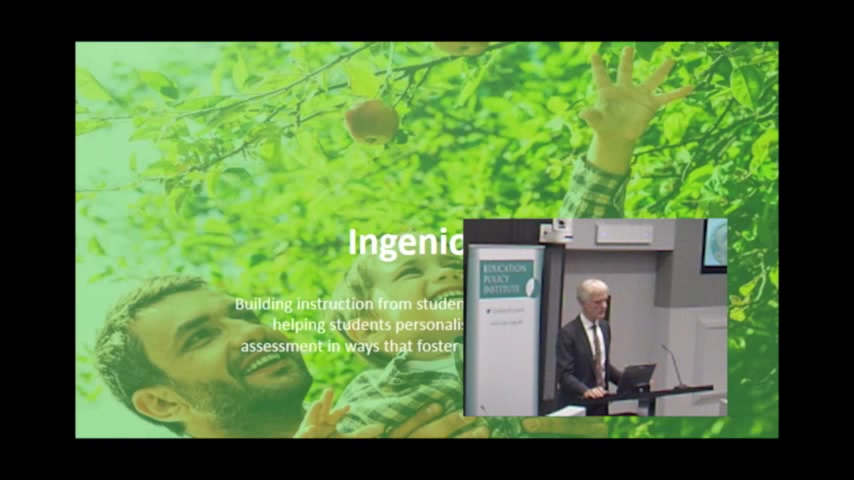 Ingenio
Building instruction from studen
helping students personalis
assessment in ways that foster
EDUCATION
POLICY
INSTITUTE